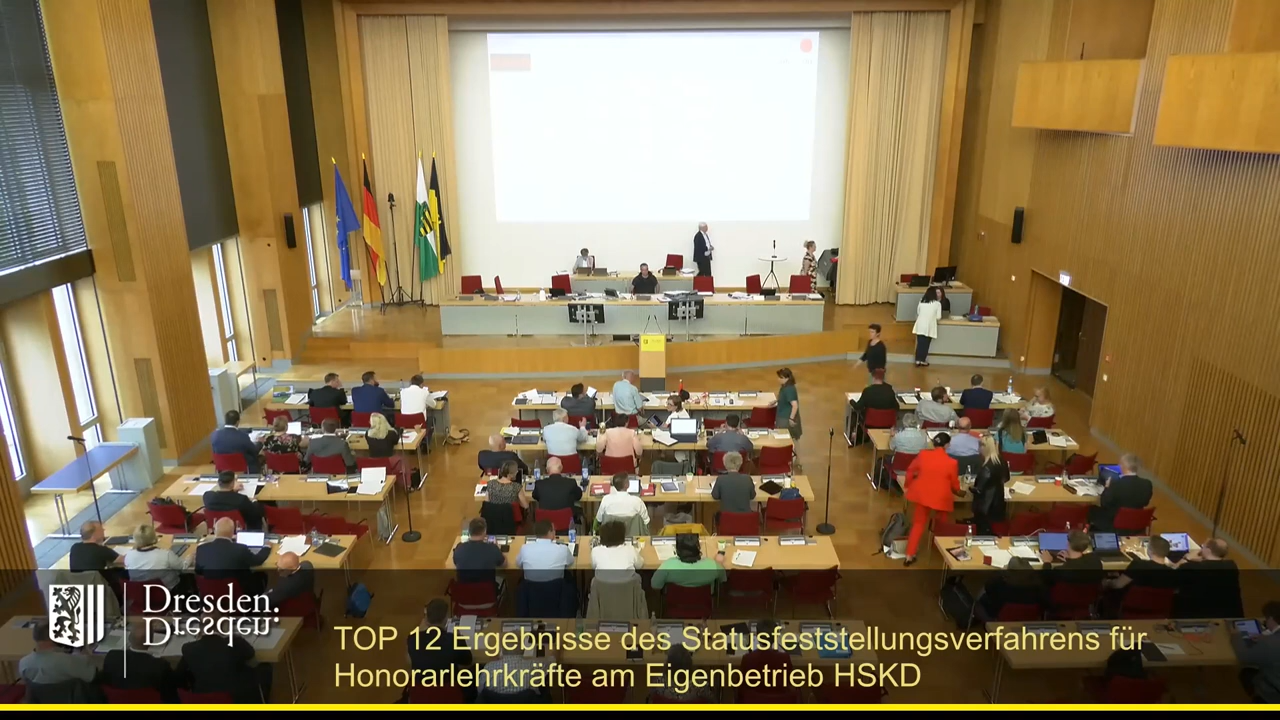 Dresden.
Dresden.
TOP 12 Ergebnisse des Statusfeststellungsverfahrens für
Honorarlehrkräfte am Eigenbetrieb HSKD